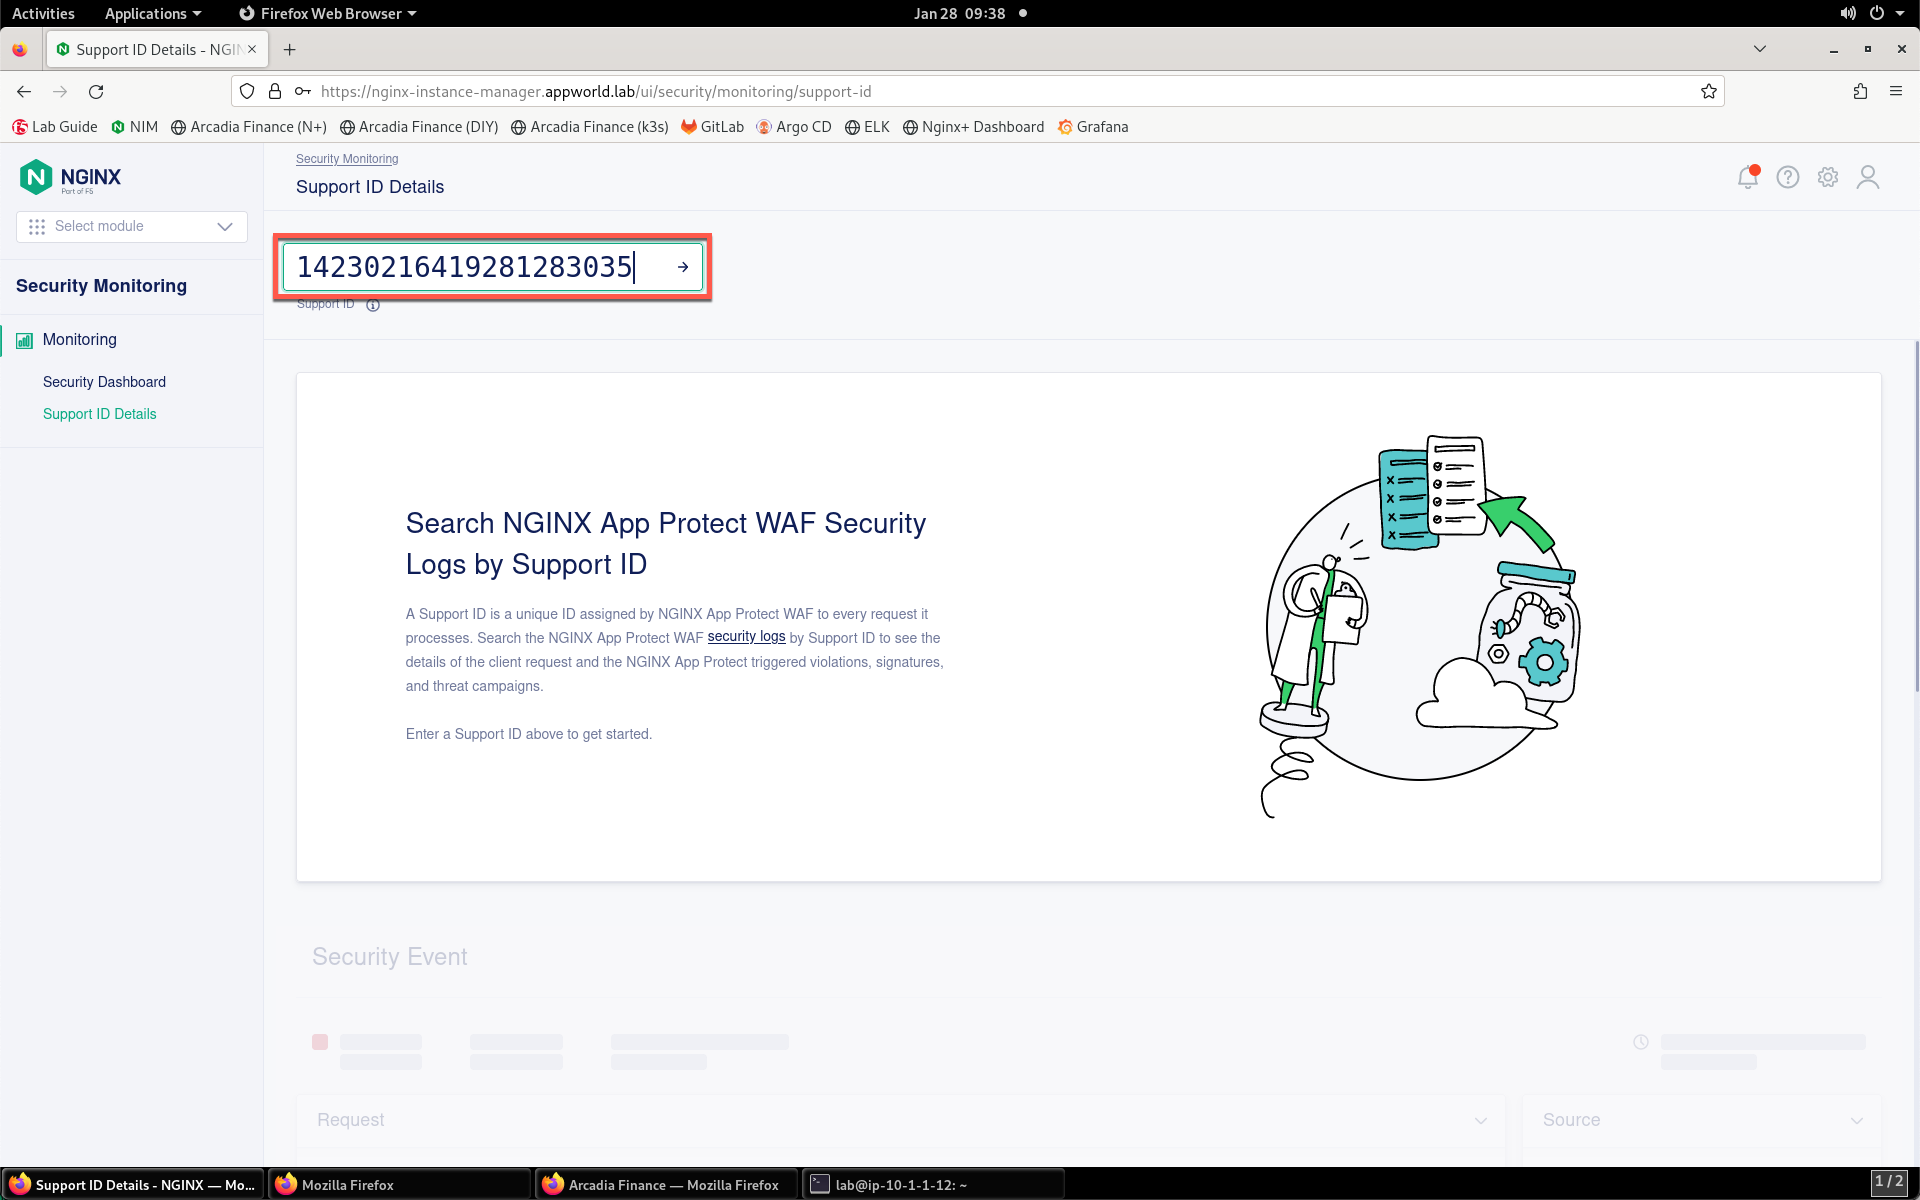 Activities Applications Firefox Web Browser Jan 28 09:38
Support ID Details - NGIN
https://nginx-instance-manager.appworld.lab/ui/security/monitoring/support-id
Lab Guide NIM Arcadia Finance (N+) Arcadia Finance (DIY) Arcadia Finance (k3s) GitLab Argo CD ELK Nginx+ Dashboard Grafana
NGINX
Part of F5
Select module
Security Monitoring
Monitoring
Security Dashboard
Support ID Details
Security Monitoring
Support ID Details
14230216419281283035
Support ID
Search NGINX App Protect WAF Security
Logs by Support ID
A Support ID is a unique ID assigned by NGINX App Protect WAF to every request it
processes. Search the NGINX App Protect WAF security logs by Support ID to see the
details of the client request and the NGINX App Protect triggered violations, signatures,
and threat campaigns.
Enter a Support ID above to get started.
Security Event
Request
Source
Support ID Details - NGINX — Mo... Mozilla Firefox Arcadia Finance — Mozilla Firefox lab@ip-10-1-1-12: ~ 1 / 2